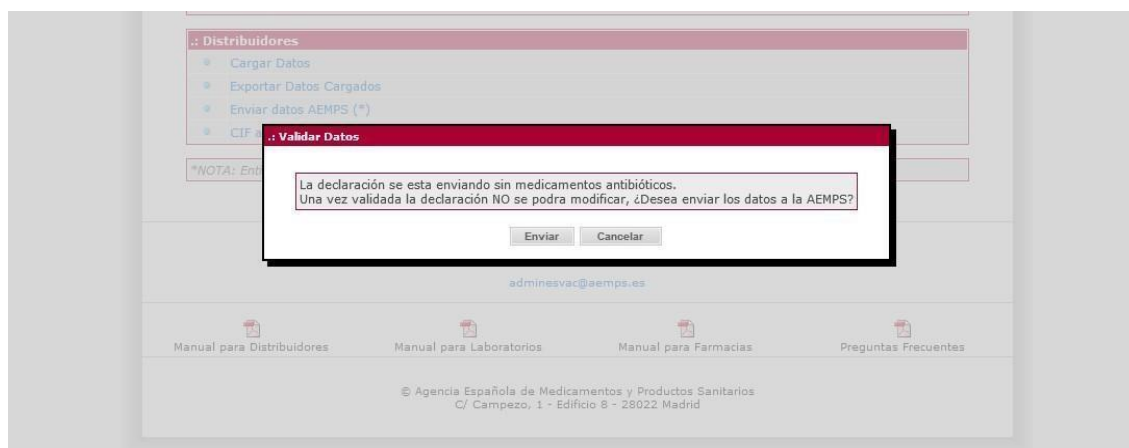 .: Distribuidores
Cargar Datos
Exportar Datos Cargados
Enviar datos AEMPS (*)
CIF a
.: Validar Datos
*NOTA: Enti
La declaración se esta enviando sin medicamentos antibióticos.
Una vez validada la declaración NO se podra modificar, ¿Desea enviar los datos a la AEMPS?
Enviar Cancelar
adminesvac@aemps.es
Manual para Distribuidores Manual para Laboratorios Manual para Farmacias Preguntas Frecuentes
© Agencia Española de Medicamentos y Productos Sanitarios
C/ Campezo, 1 - Edificio 8 - 28022 Madrid